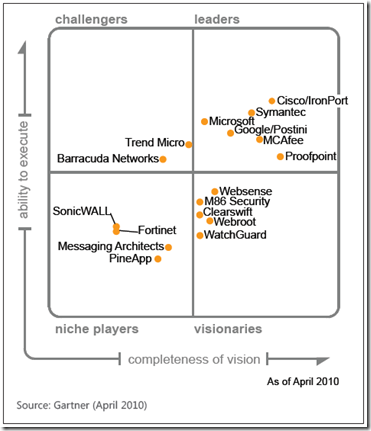 challengers
leaders
Cisco/IronPort
Symantec
Microsoft
Google/Postini
MCAfee
Trend Micro
Barracuda Networks
Proofpoint
ability to execute
Websense
M86 Security
Clearswift
Webroot
WatchGuard
SonicWALL
Fortinet
Messaging Architects
PineApp
niche players
visionaries
completeness of vision
As of April 2010
Source: Gartner (April 2010)